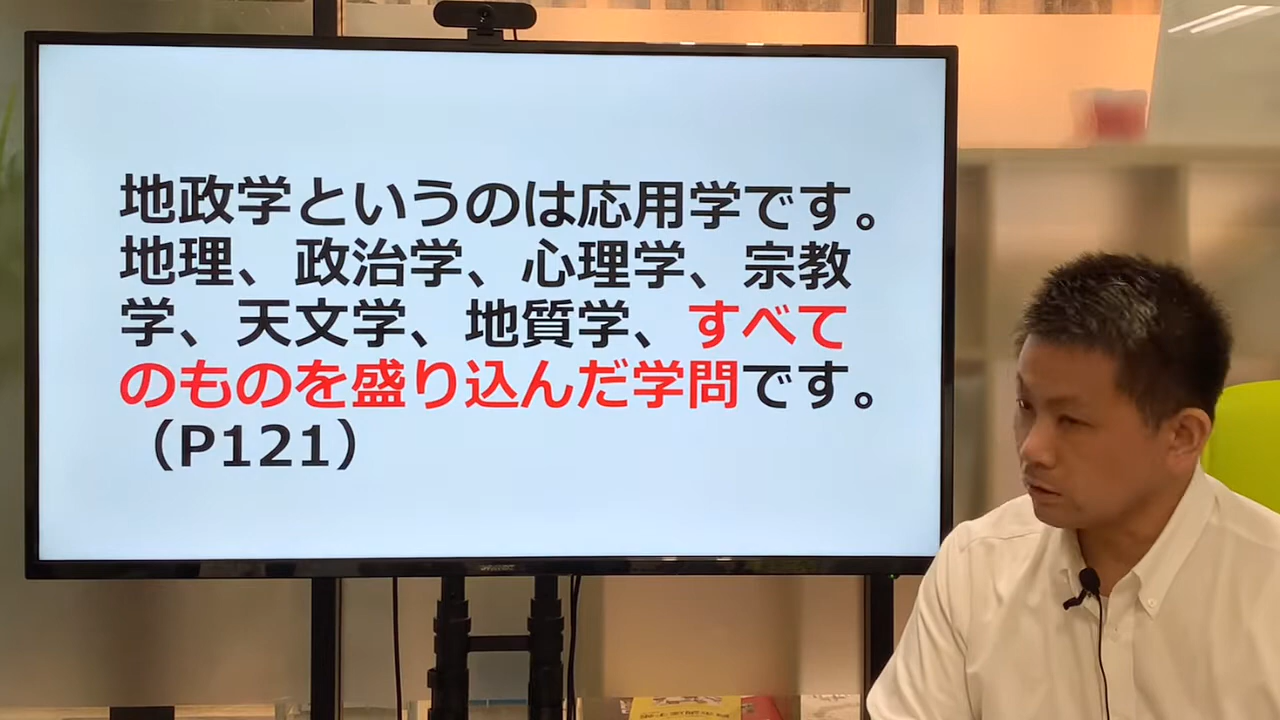 地政学というのは応用学です。
地理、政治学、心理学、宗教
学、天文学、地質学、すべて
のものを盛り込んだ学問です。
（P121）